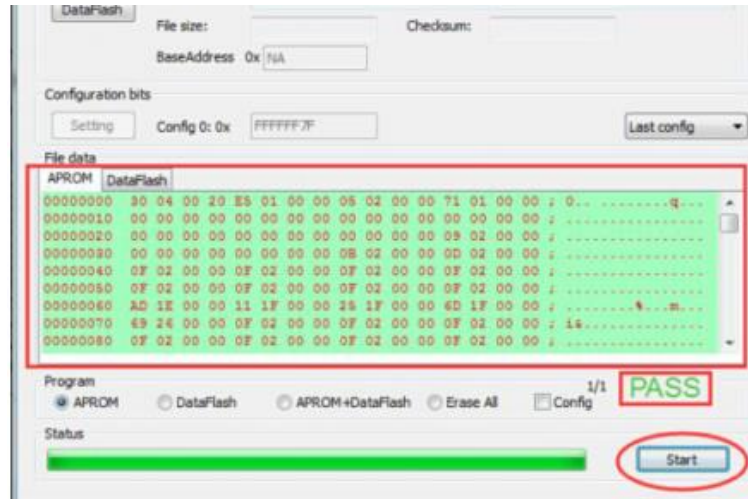 DataFlash
File size:
Checksum:
BaseAddress 0x NA
Configuration bits
Setting
Config 0: 0x FFFFFF7F
Last config
File data
APROM DataFlash
00000000 30 04 00 20 E5 01 00 00 05 02 00 00 71 01 00 00 ; 0.. .........q...
00000010 00 00 00 00 00 00 00 00 00 00 00 00 00 00 00 00 ; ................
00000020 00 00 00 00 00 00 00 00 00 00 00 00 09 02 00 00 ; ................
00000030 00 00 00 00 00 00 00 00 0B 02 00 00 0D 02 00 00 ; ................
00000040 0F 02 00 00 0F 02 00 00 0F 02 00 00 0F 02 00 00 ; ................
00000050 0F 02 00 00 0F 02 00 00 0F 02 00 00 0F 02 00 00 ; ................
00000060 AD 1E 00 00 11 1F 00 00 25 1F 00 00 6D 1F 00 00 ; ........%...m...
00000070 69 26 00 00 0F 02 00 00 0F 02 00 00 0F 02 00 00 ; i&..............
00000080 0F 02 00 00 0F 02 00 00 0F 02 00 00 0F 02 00 00 ; ................
Program
1/1 PASS
APROM DataFlash APROM+DataFlash Erase All Config
Status
Start